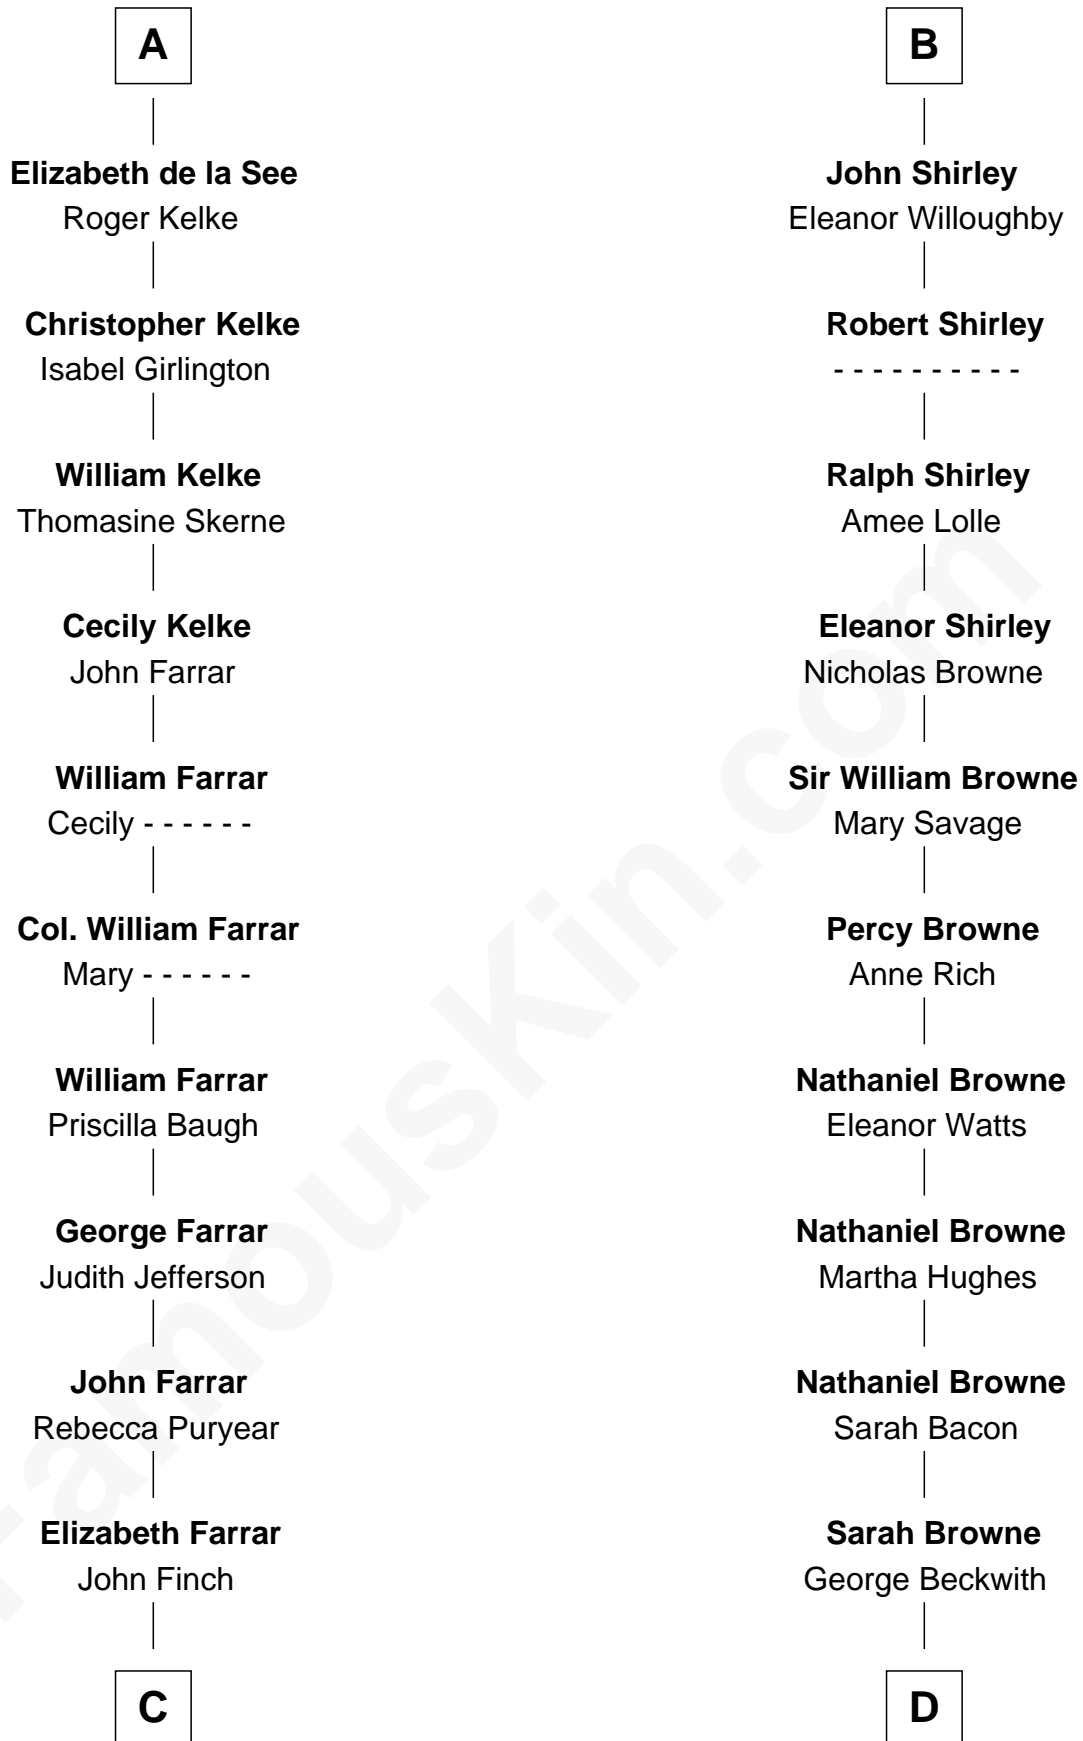 A
Elizabeth de la See
Roger Kelke
Christopher Kelke
Isabel Girlington
William Kelke
Thomasine Skerne
Cecily Kelke
John Farrar
William Farrar
Cecily - - - - - -
Col. William Farrar
Mary - - - - - -
William Farrar
Priscilla Baugh
George Farrar
Judith Jefferson
John Farrar
Rebecca Puryear
Elizabeth Farrar
John Finch
C
B
John Shirley
Eleanor Willoughby
Robert Shirley
- - - - - - - - - -
Ralph Shirley
Amee Lolle
Eleanor Shirley
Nicholas Browne
Sir William Browne
Mary Savage
Percy Browne
Anne Rich
Nathaniel Browne
Eleanor Watts
Nathaniel Browne
Martha Hughes
Nathaniel Browne
Sarah Bacon
Sarah Browne
George Beckwith
D
FamousKin.com